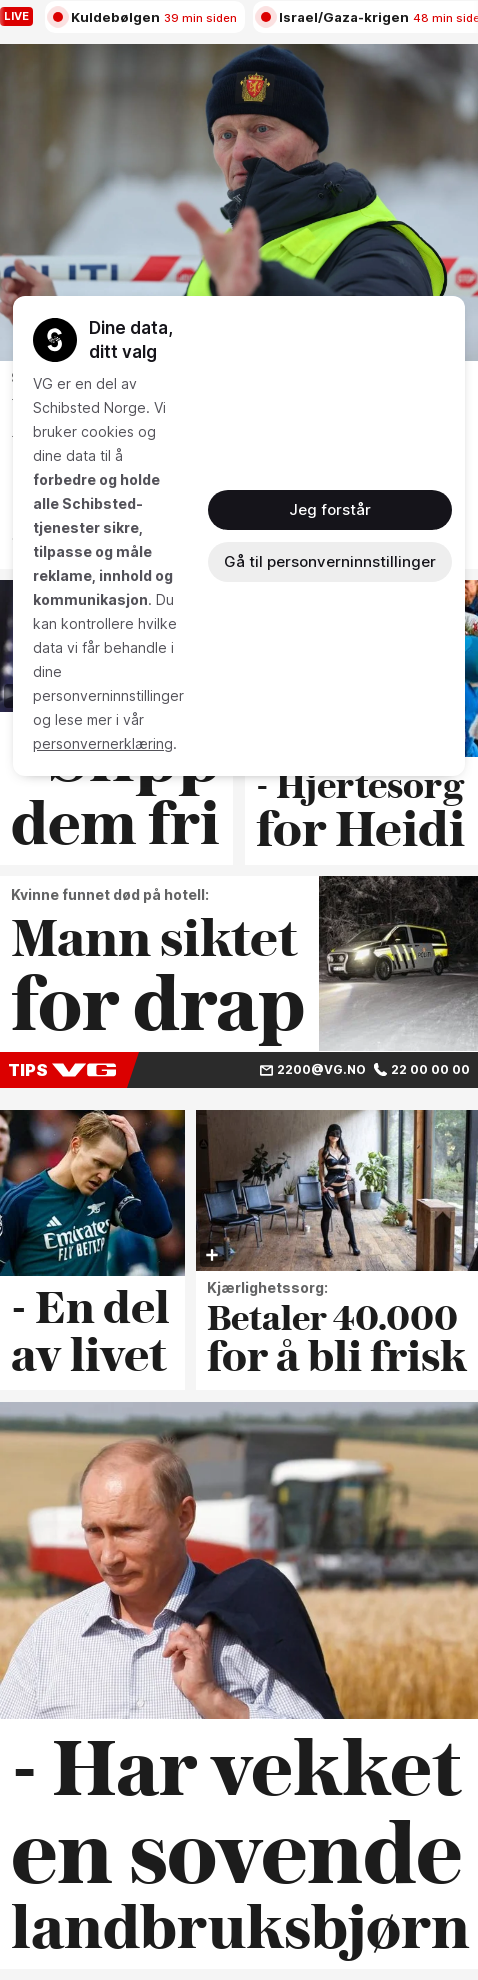 LIVE
Kuldebølgen 39 min siden
Israel/Gaza-krigen 48 min side
Dine data,
ditt valg
VG er en del av
Schibsted Norge. Vi
bruker cookies og
dine data til å
forbedre og holde
alle Schibsted-
tjenester sikre,
tilpasse og måle
reklame, innhold og
kommunikasjon. Du
kan kontrollere hvilke
data vi får behandle i
dine
personverninnstillinger
og lese mer i vår
personvernerklæring.
Jeg forstår
Gå til personverninnstillinger
dem fri
- Hjertesorg
for Heidi
Kvinne funnet død på hotell:
Mann siktet
for drap
POLITI
TIPS VG
2200@VG.NO 22 00 00 00
Emirates
FLY BETTER
- En del
av livet
Kjærlighetssorg:
Betaler 40.000
for å bli frisk
- Har vekket
en sovende
landbruksbjørn